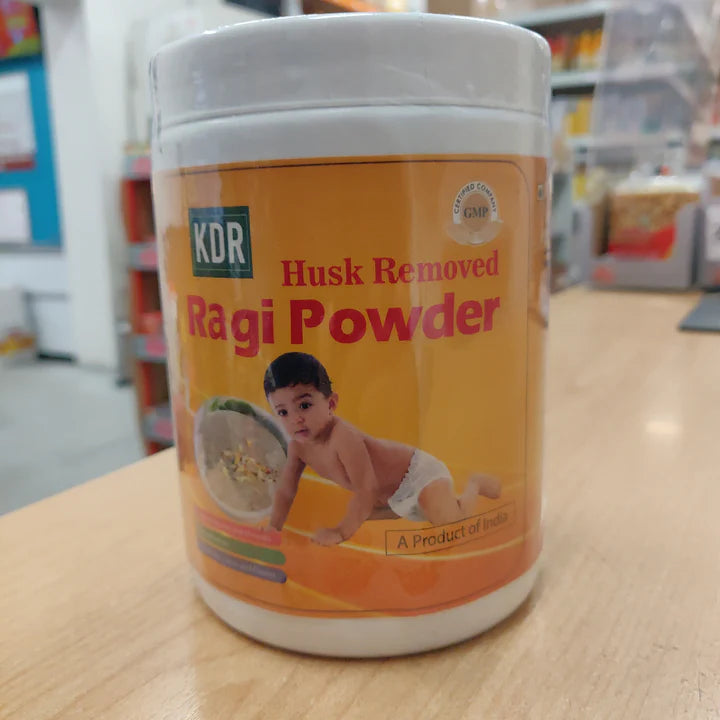 CERTIFIED COMPANY
GMP
KDR
Husk Removed
Ragi Powder
A Product of India